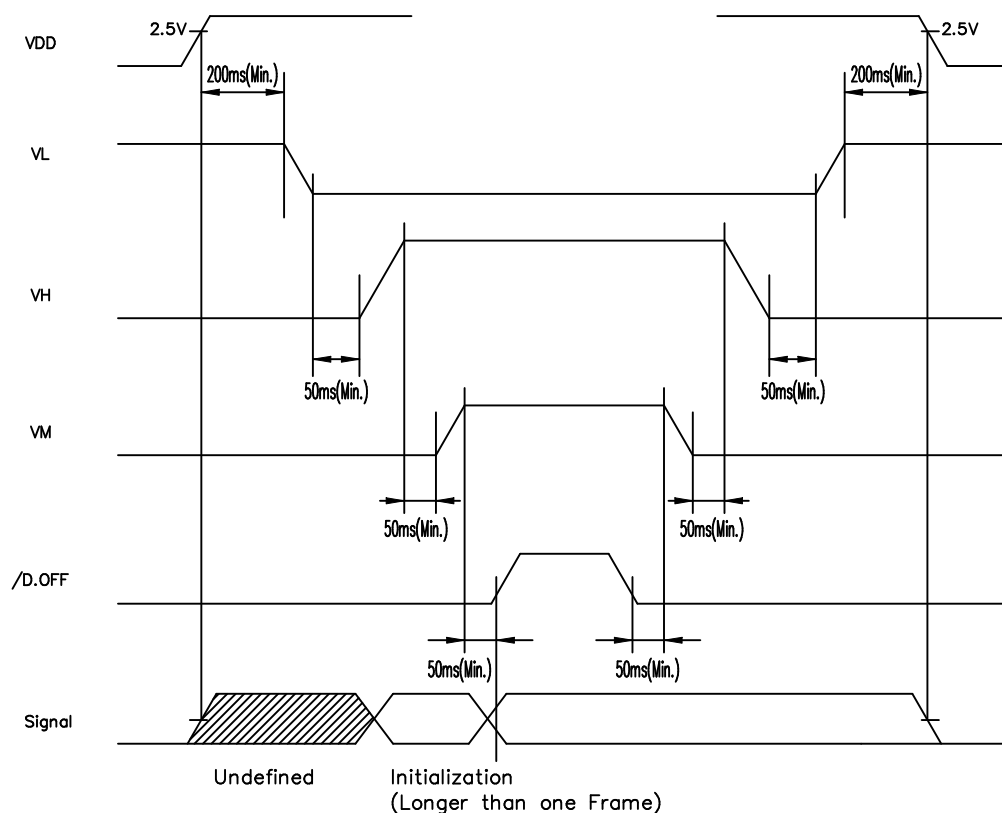 2.5V
2.5V
VDD
200ms(Min.)
200ms(Min.)
VL
VH
50ms(Min.)
50ms(Min.)
VM
50ms(Min.)
50ms(Min.)
/D.OFF
50ms(Min.)
50ms(Min.)
Signal
Undefined
Initialization
(Longer than one Frame)